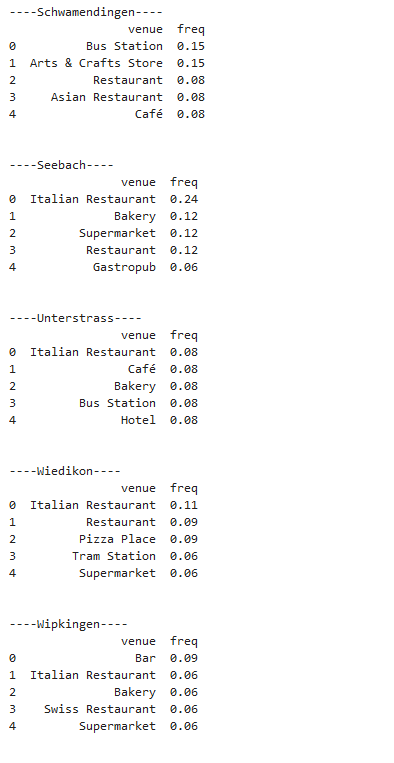 ----Schwamendingen----
venue freq
0 Bus Station 0.15
1 Arts & Crafts Store 0.15
2 Restaurant 0.08
3 Asian Restaurant 0.08
4 Café 0.08
----Seebach----
venue freq
0 Italian Restaurant 0.24
1 Bakery 0.12
2 Supermarket 0.12
3 Restaurant 0.12
4 Gastropub 0.06
----Unterstrass----
venue freq
0 Italian Restaurant 0.08
1 Café 0.08
2 Bakery 0.08
3 Bus Station 0.08
4 Hotel 0.08
----Wiedikon----
venue freq
0 Italian Restaurant 0.11
1 Restaurant 0.09
2 Pizza Place 0.09
3 Tram Station 0.06
4 Supermarket 0.06
----Wipkingen----
venue freq
0 Bar 0.09
1 Italian Restaurant 0.06
2 Bakery 0.06
3 Swiss Restaurant 0.06
4 Supermarket 0.06